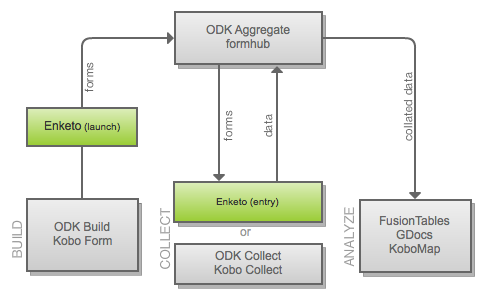 ODK Aggregate
formhub
forms
Enketo (launch)
forms
data
collated data
BUILD
ODK Build
Kobo Form
COLLECT
Enketo (entry)
or
ODK Collect
Kobo Collect
ANALYZE
FusionTables
GDocs
KoboMap